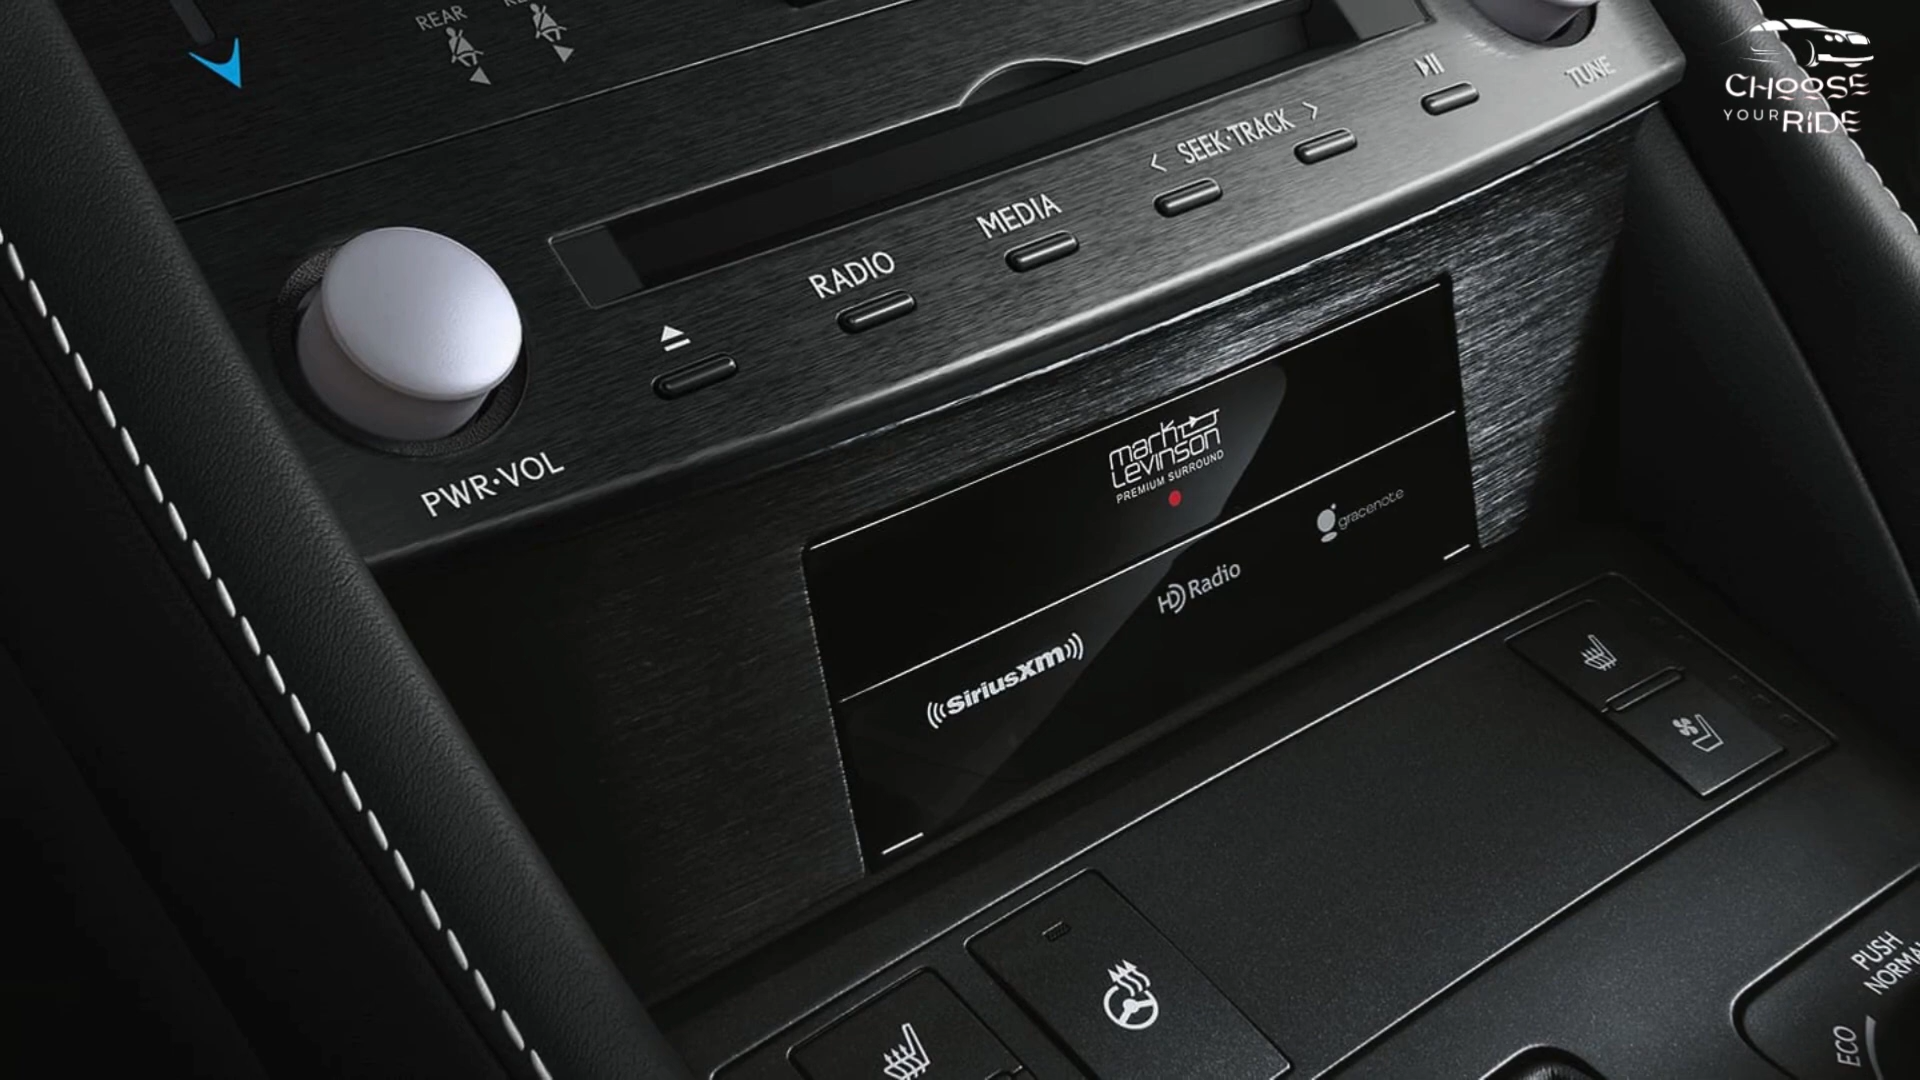 REAR
CHOOSE
YOUR RIDE
TUNE
< SEEK·TRACK >
MEDIA
RADIO
PWR·VOL
mark
Levinson
PREMIUM SURROUND
gracenote
HD Radio
((SiriusXM))
PUSH
ECO